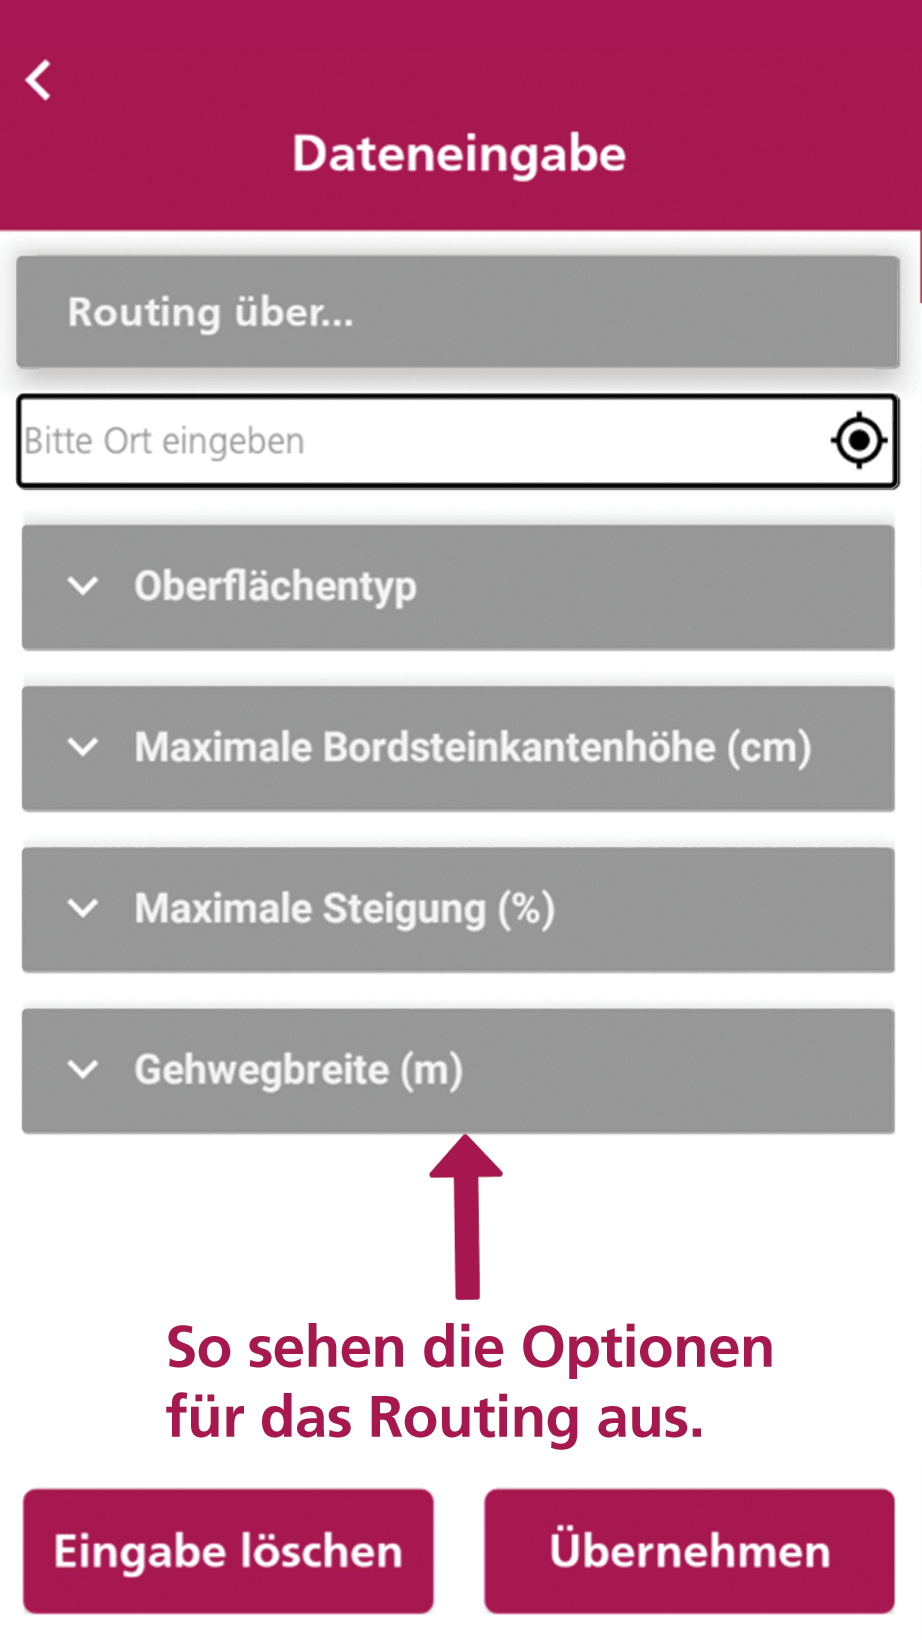 Dateneingabe
Routing über...
Bitte Ort eingeben
Oberflächentyp
Maximale Bordsteinkantenhöhe (cm)
Maximale Steigung (%)
Gehwegbreite (m)
So sehen die Optionen
für das Routing aus.
Eingabe löschen
Übernehmen